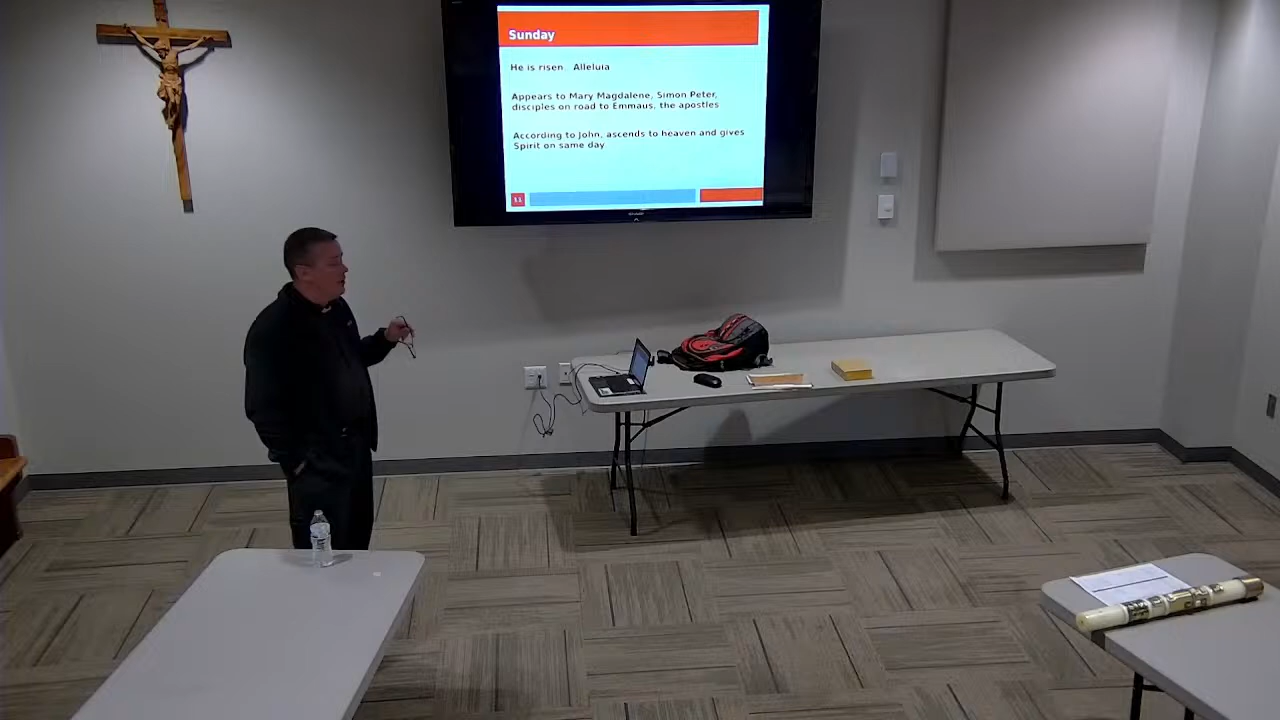 Sunday
He is risen. Alleluia
Appears to Mary Magdalene, Simon Peter,
disciples on road to Emmaus, the apostles
According to John, ascends to heaven and gives
Spirit on same day
11